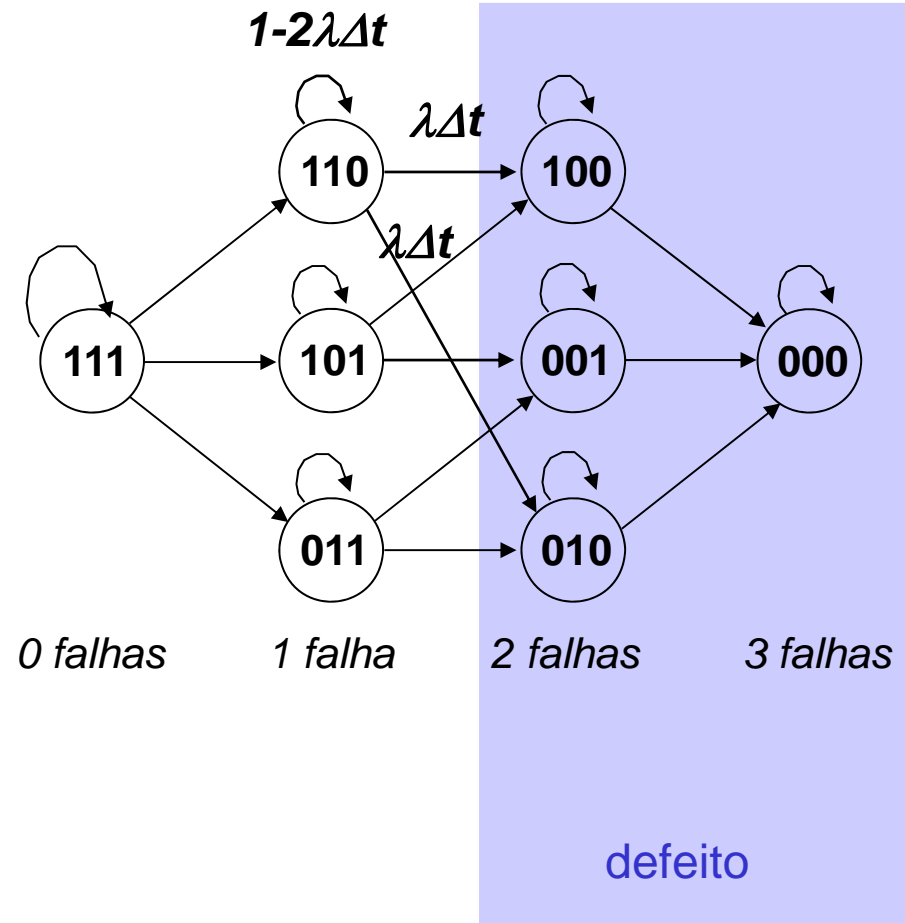 1-2λΔt
λΔt
110 100
λΔt
111 101 001 000
011 010
0 falhas 1 falha 2 falhas 3 falhas
defeito